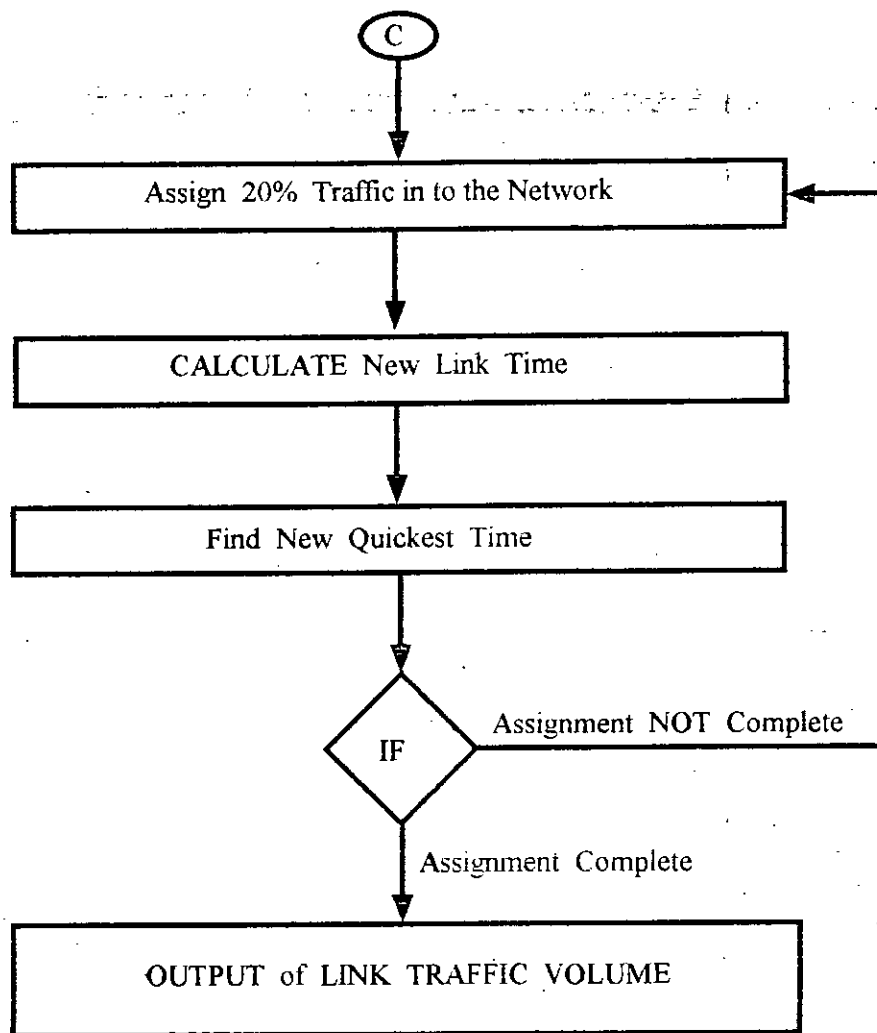 C
Assign 20% Traffic in to the Network
CALCULATE New Link Time
Find New Quickest Time
Assignment NOT Complete
IF
Assignment Complete
OUTPUT of LINK TRAFFIC VOLUME